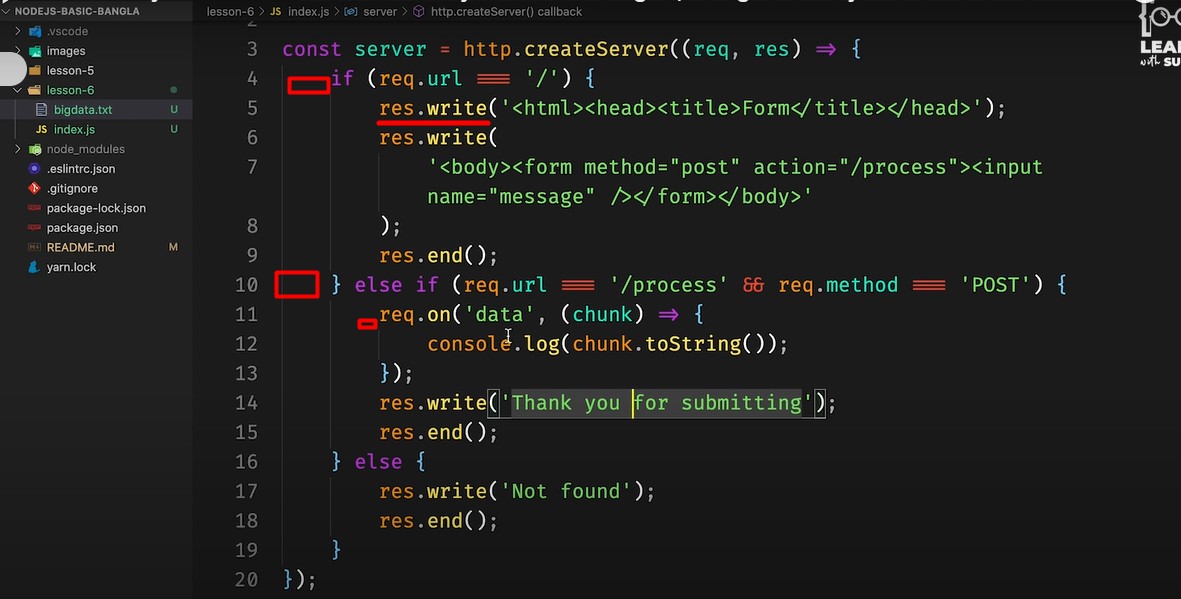 NODEJS-BASIC-BANGLA
.vscode
images
lesson-5
lesson-6
bigdata.txt U
JS index.js U
node_modules
.eslintrc.json
.gitignore
package-lock.json
package.json
README.md M
yarn.lock
lesson-6 > JS index.js > server > http.createServer() callback
2
3 const server = http.createServer((req, res) => {
4 if (req.url === '/') {
5 res.write('<html><head><title>Form</title></head>');
6 res.write(
7 '<body><form method="post" action="/process"><input
name="message" /></form></body>'
8 );
9 res.end();
10 } else if (req.url === '/process' && req.method === 'POST') {
11 req.on('data', (chunk) => {
12 console.log(chunk.toString());
13 });
14 res.write('Thank you for submitting');
15 res.end();
16 } else {
17 res.write('Not found');
18 res.end();
19 }
20 });
LEA
with SU